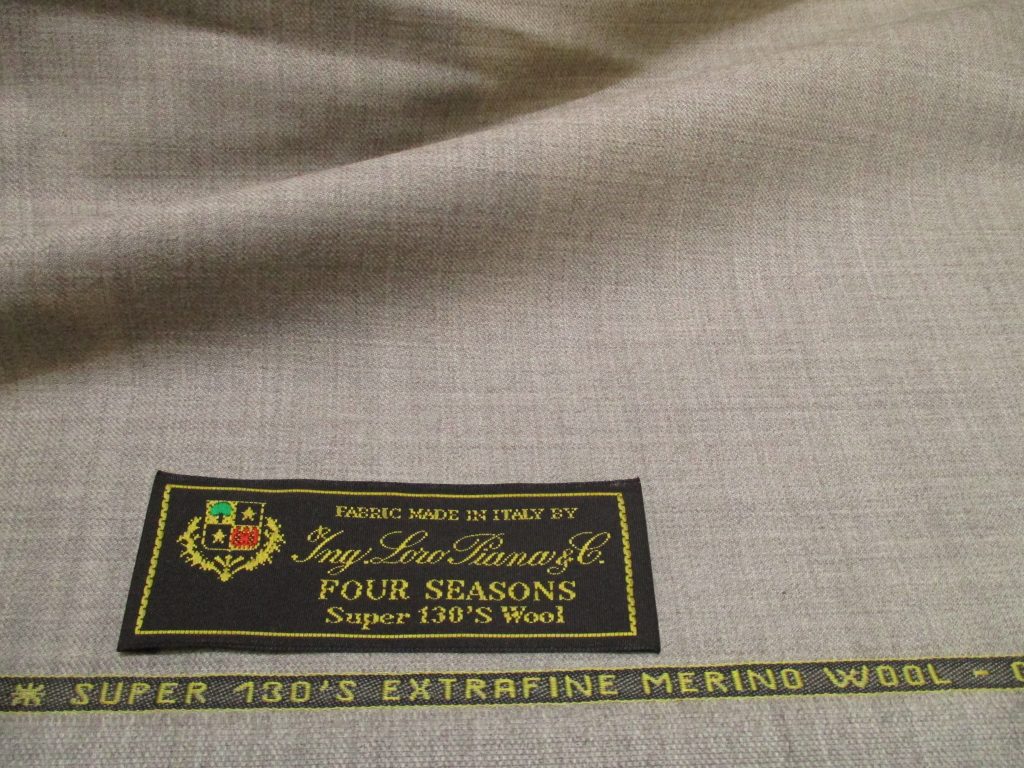 FABRIC MADE IN ITALY BY
Ing. Loro Piana & C.
FOUR SEASONS
Super 130'S Wool
SUPER 130'S EXTRAFINE MERINO WOOL -